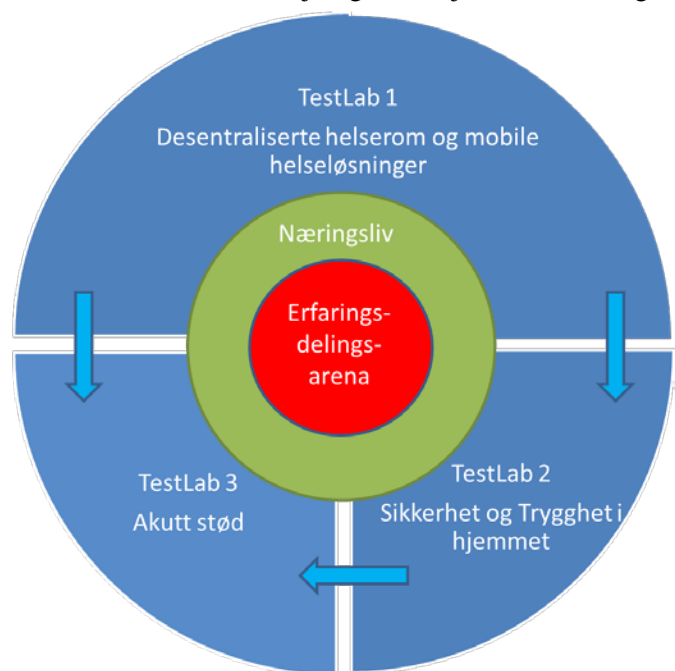 TestLab 1
Desentraliserte helserom og mobile
helseløsninger
Næringsliv
Erfarings-
delings-
arena
TestLab 3
Akutt stød
TestLab 2
Sikkerhet og Trygghet i
hjemmet